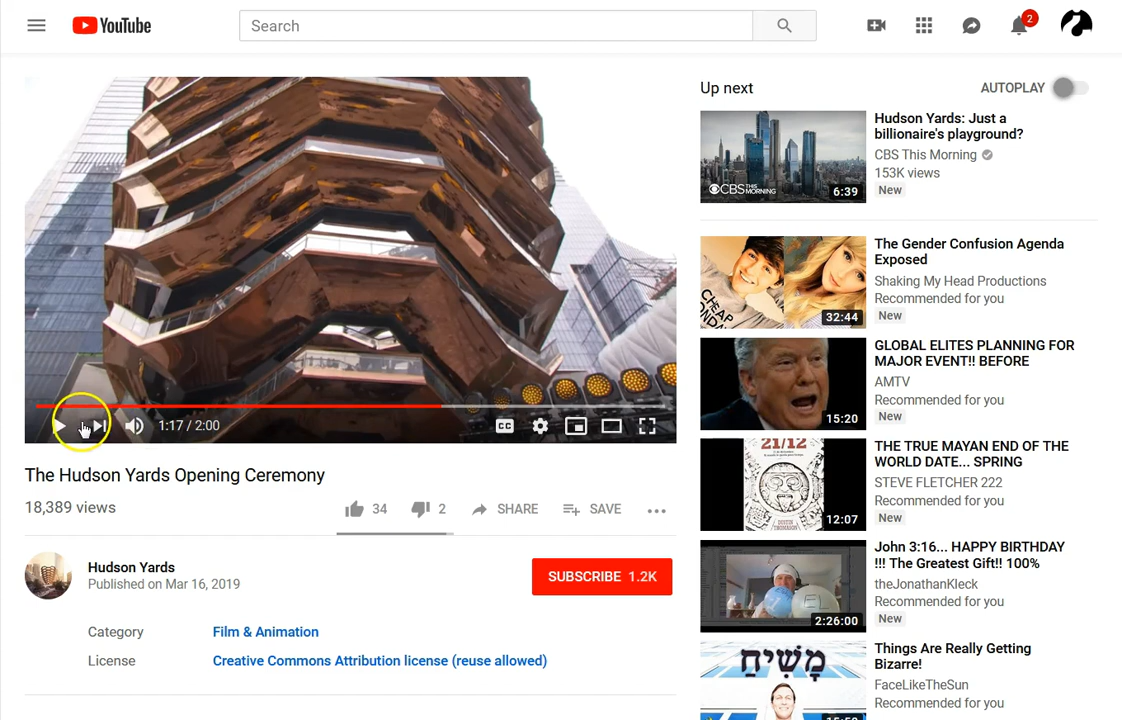 YouTube
Search
2
Up next
AUTOPLAY
Hudson Yards: Just a
billionaire's playground?
CBS This Morning
153K views
New
CBS THIS MORNING
6:39
The Gender Confusion Agenda
Exposed
Shaking My Head Productions
Recommended for you
New
CHEAP
32:44
GLOBAL ELITES PLANNING FOR
MAJOR EVENT!! BEFORE
AMTV
Recommended for you
New
15:20
CC
1:17 / 2:00
THE TRUE MAYAN END OF THE
WORLD DATE... SPRING
STEVE FLETCHER 222
Recommended for you
New
21/12
12:07
The Hudson Yards Opening Ceremony
18,389 views
34
2
SHARE
SAVE
Hudson Yards
Published on Mar 16, 2019
SUBSCRIBE 1.2K
Category
Film & Animation
License
Creative Commons Attribution license (reuse allowed)
John 3:16... HAPPY BIRTHDAY
!!! The Greatest Gift!! 100%
theJonathanKleck
Recommended for you
New
EL
2:26:00
Things Are Really Getting
Bizarre!
FaceLikeTheSun
Recommended for you
מָשִׁיחַ